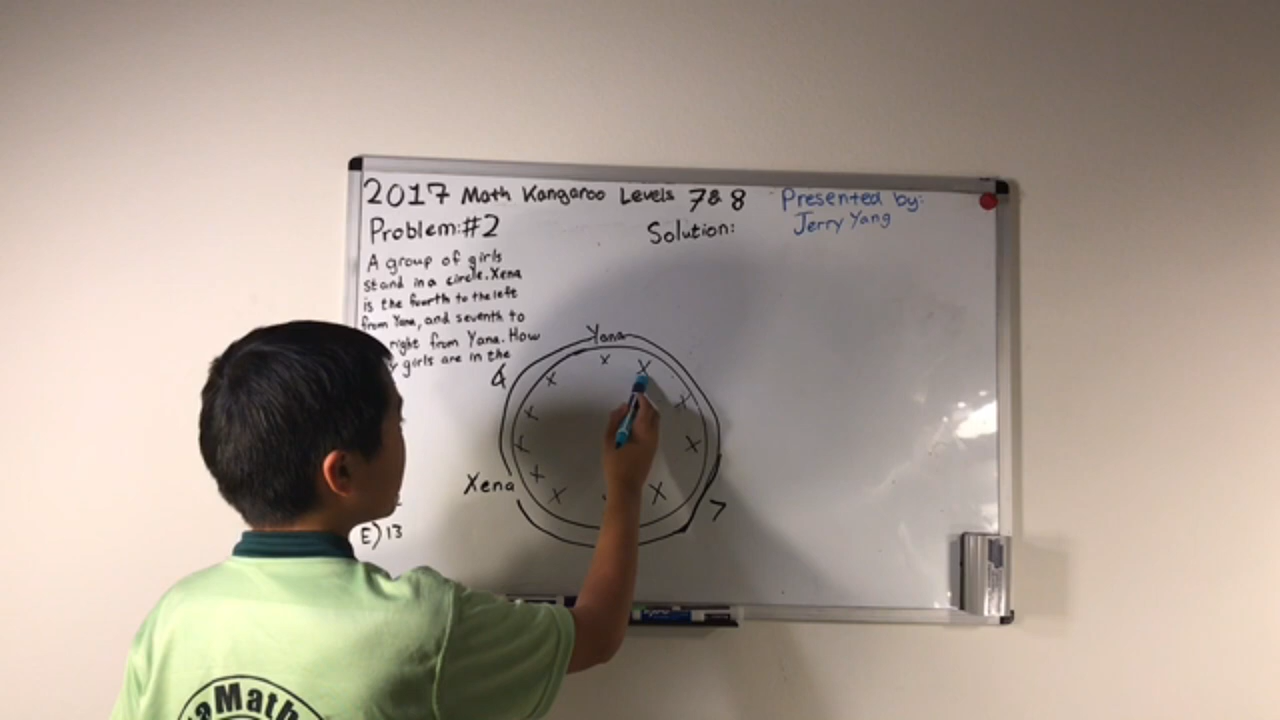 2017 Math Kangaroo Levels 7&8
Presented by:
Jerry Yang
Problem:#2
Solution:
A group of girls
stand in a circle. Xena
is the fourth to the left
from Yana, and seventh to
right from Yana. How
girls are in the
Yana
4
Xena
7
E) 13
Math